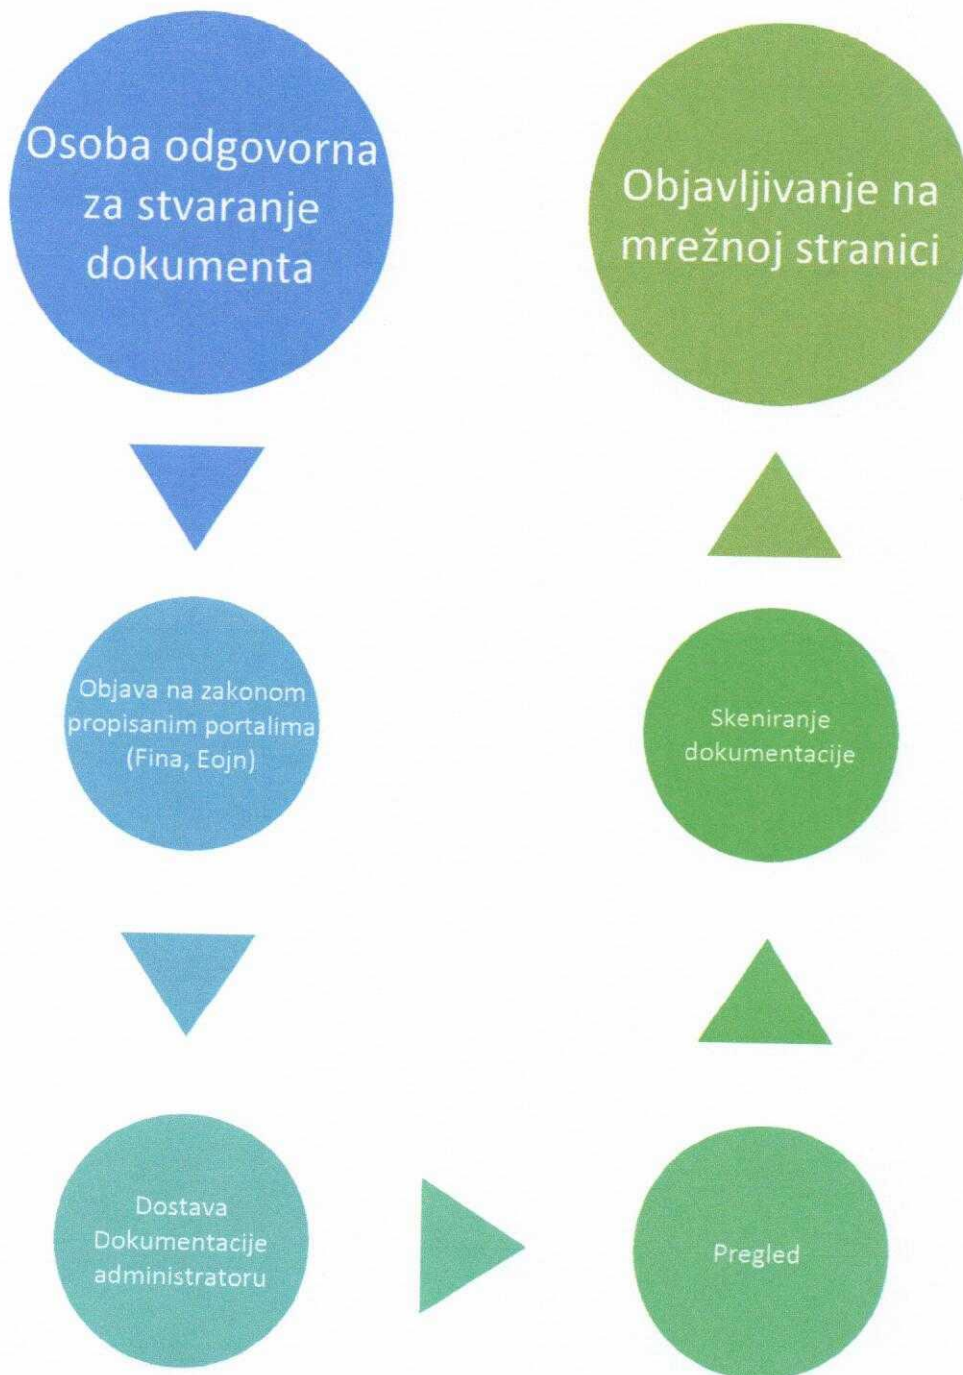 Osoba odgovorna
za stvaranje
dokumenta
Objava na zakonom
propisanim portalima
(Fina, Eojn)
Dostava
Dokumentacije
administratoru
Pregled
Skeniranje
dokumentacije
Objavljivanje na
mrežnoj stranici